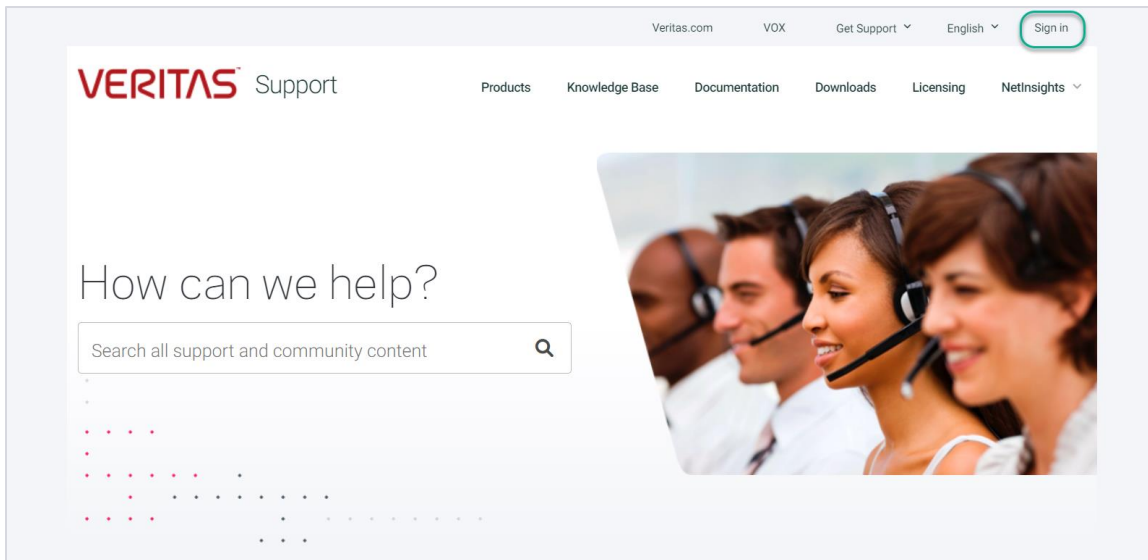 Veritas.com VOX Get Support English Sign in
VERITAS™ Support
Products Knowledge Base Documentation Downloads Licensing NetInsights
How can we help?
Search all support and community content